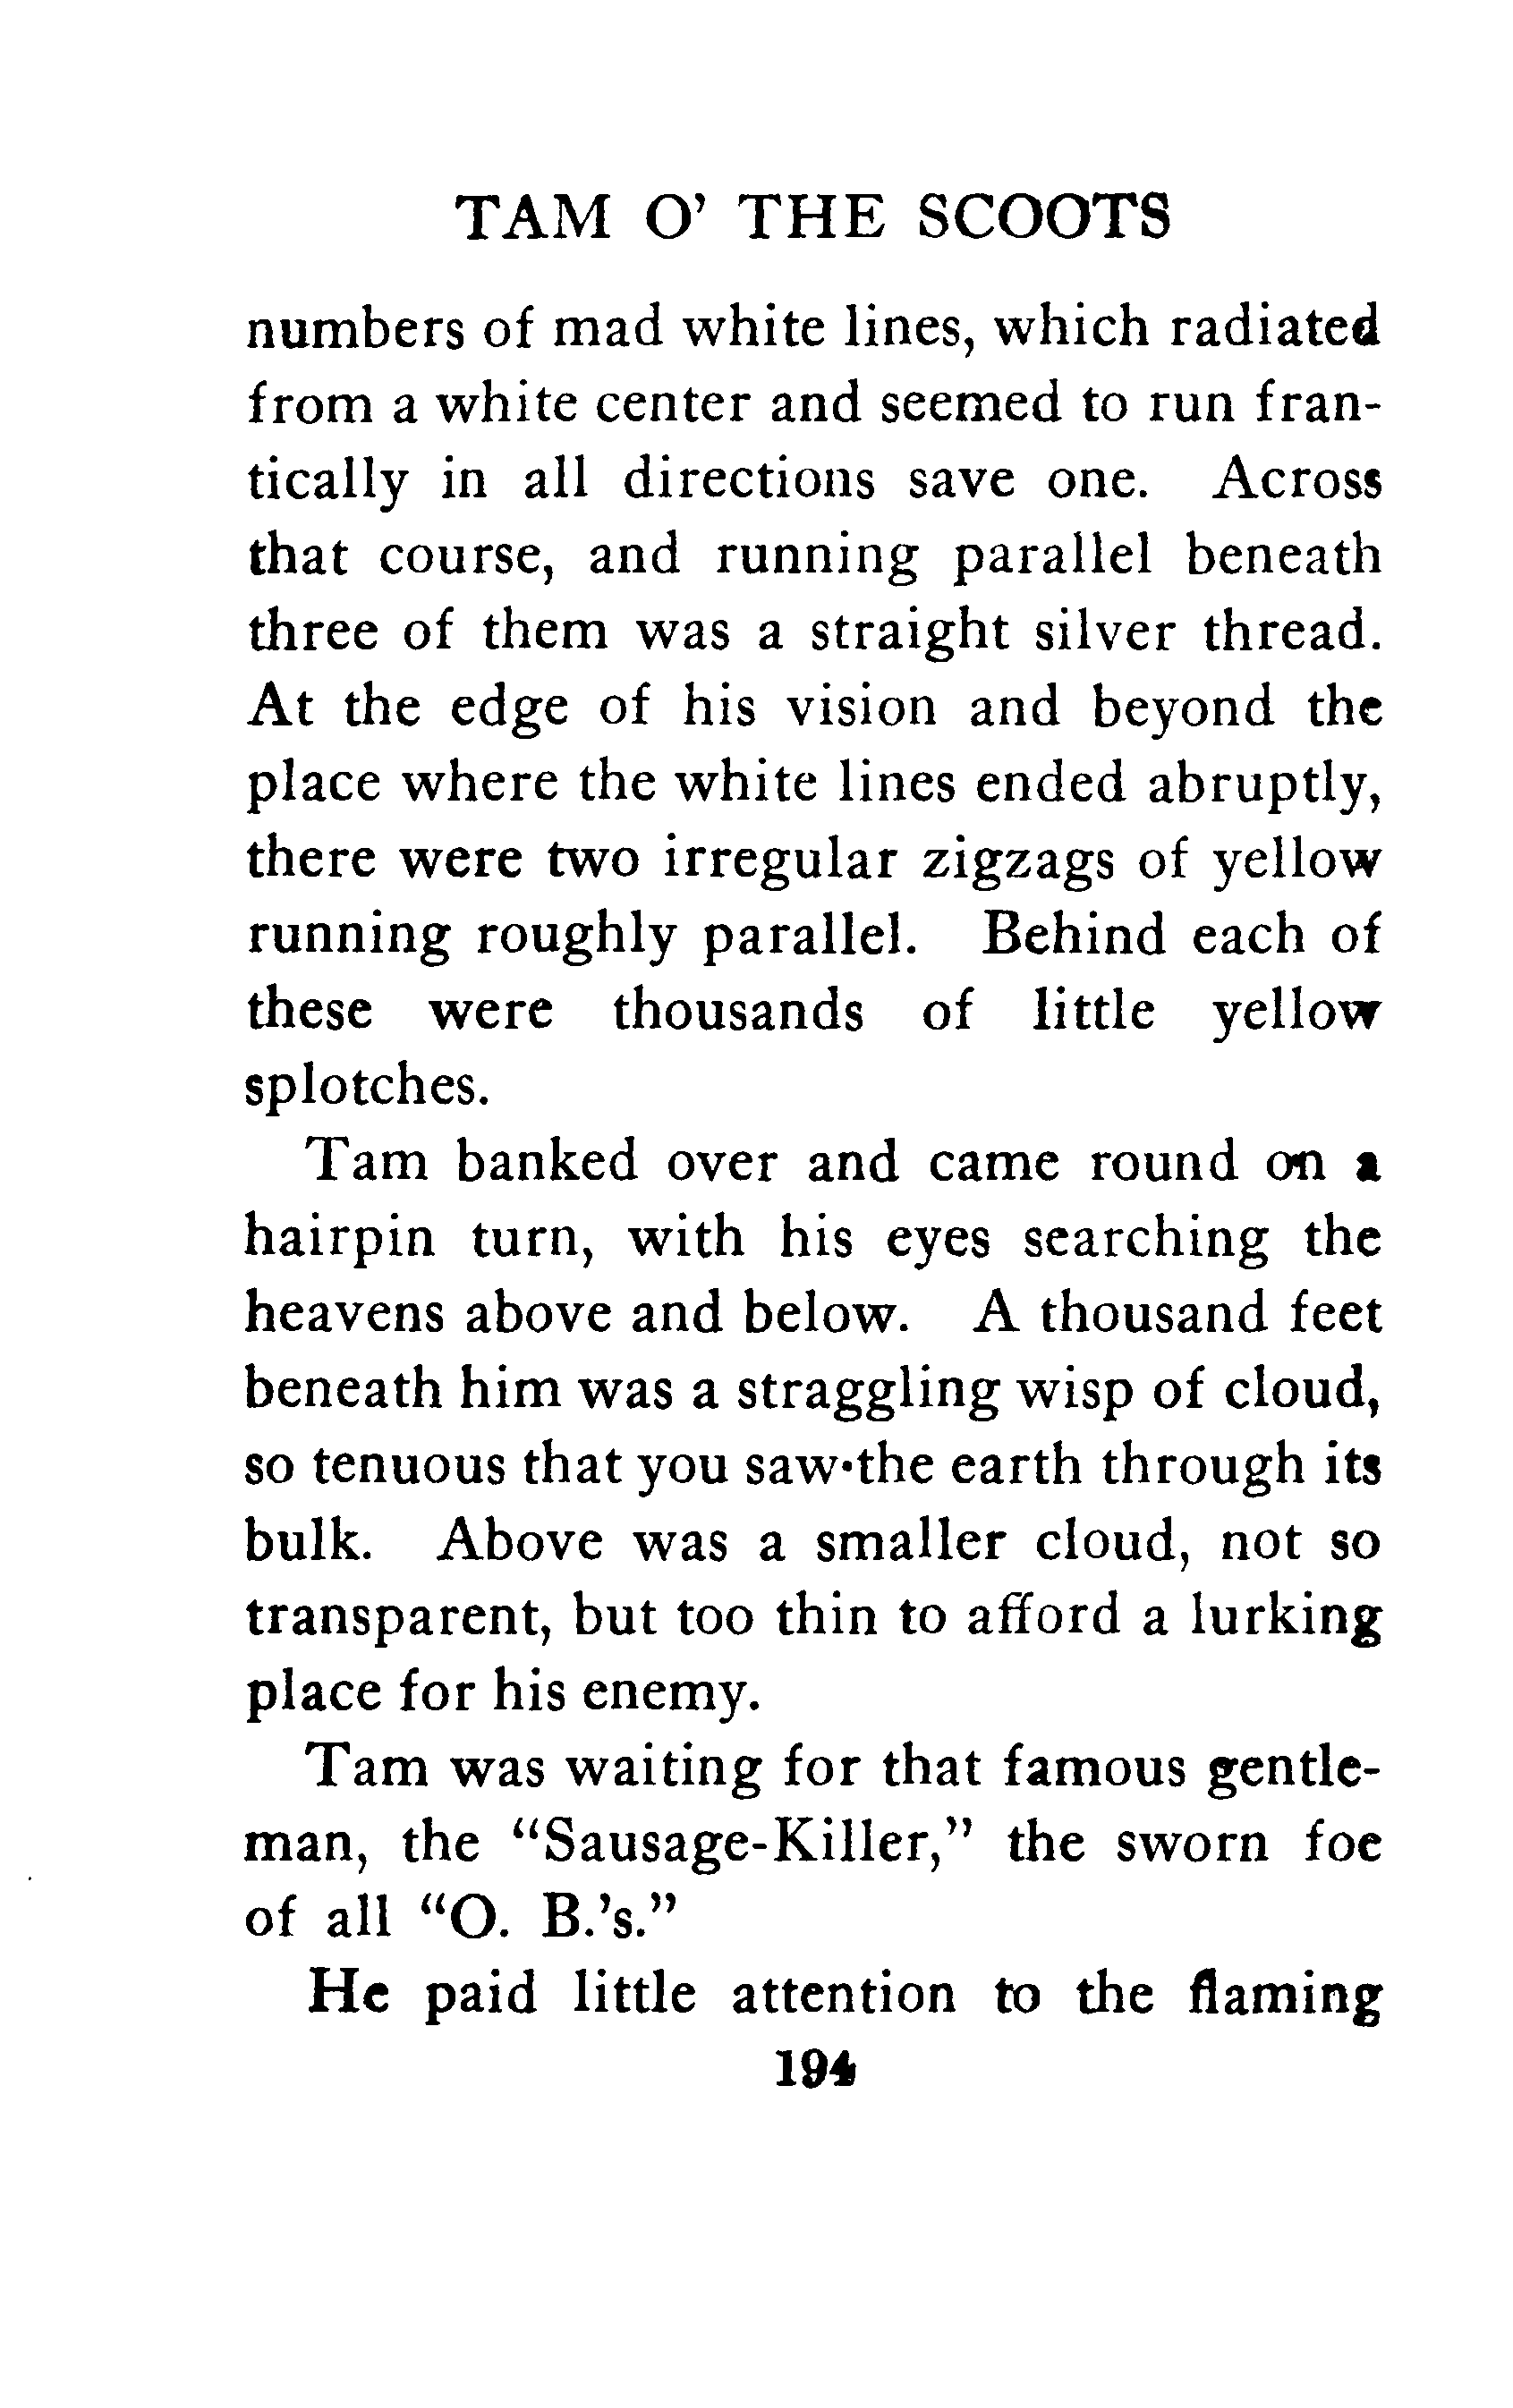 TAM O' THE SCOOTS
numbers of mad white lines, which radiated
from a white center and seemed to run fran-
tically in all directions save one. Across
that course, and running parallel beneath
three of them was a straight silver thread.
At the edge of his vision and beyond the
place where the white lines ended abruptly,
there were two irregular zigzags of yellow
running roughly parallel. Behind each of
these were thousands of little yellow
splotches.
Tam banked over and came round on a
hairpin turn, with his eyes searching the
heavens above and below. A thousand feet
beneath him was a straggling wisp of cloud,
so tenuous that you saw the earth through its
bulk. Above was a smaller cloud, not so
transparent, but too thin to afford a lurking
place for his enemy.
Tam was waiting for that famous gentle-
man, the “Sausage-Killer,” the sworn foe
of all “O. B.’s.”
He paid little attention to the flaming
194